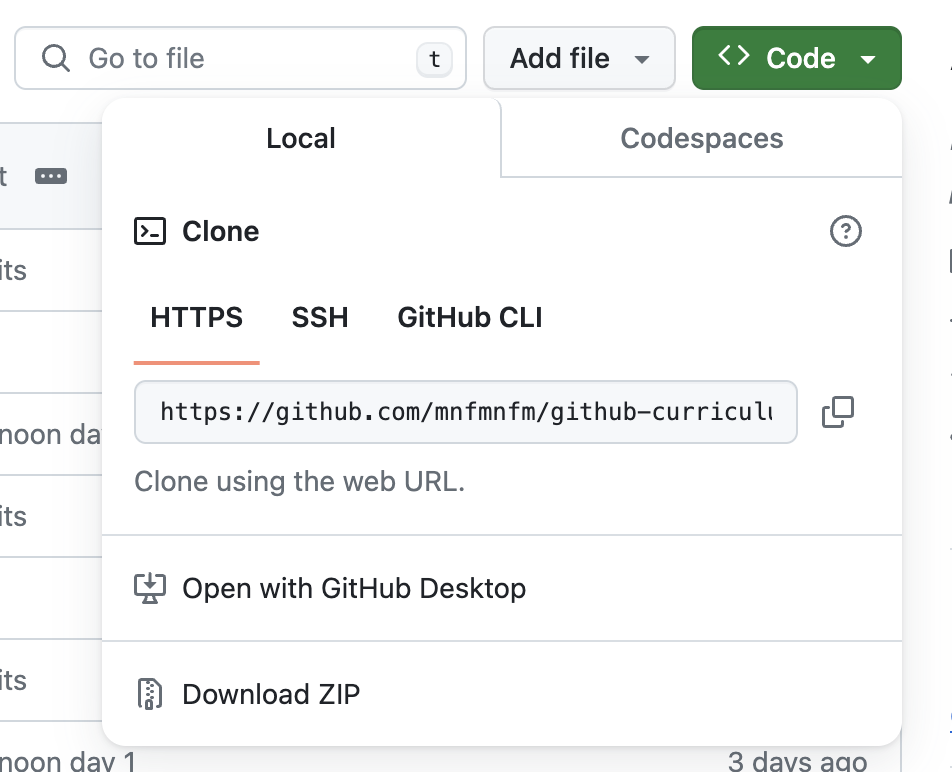 Go to file
t
Add file
Code
Local
Codespaces
t
Clone
its
HTTPS
SSH
GitHub CLI
https://github.com/mnfmnfm/github-curricul
noon da
Clone using the web URL.
its
Open with GitHub Desktop
its
Download ZIP
noon day 1
3 days ago